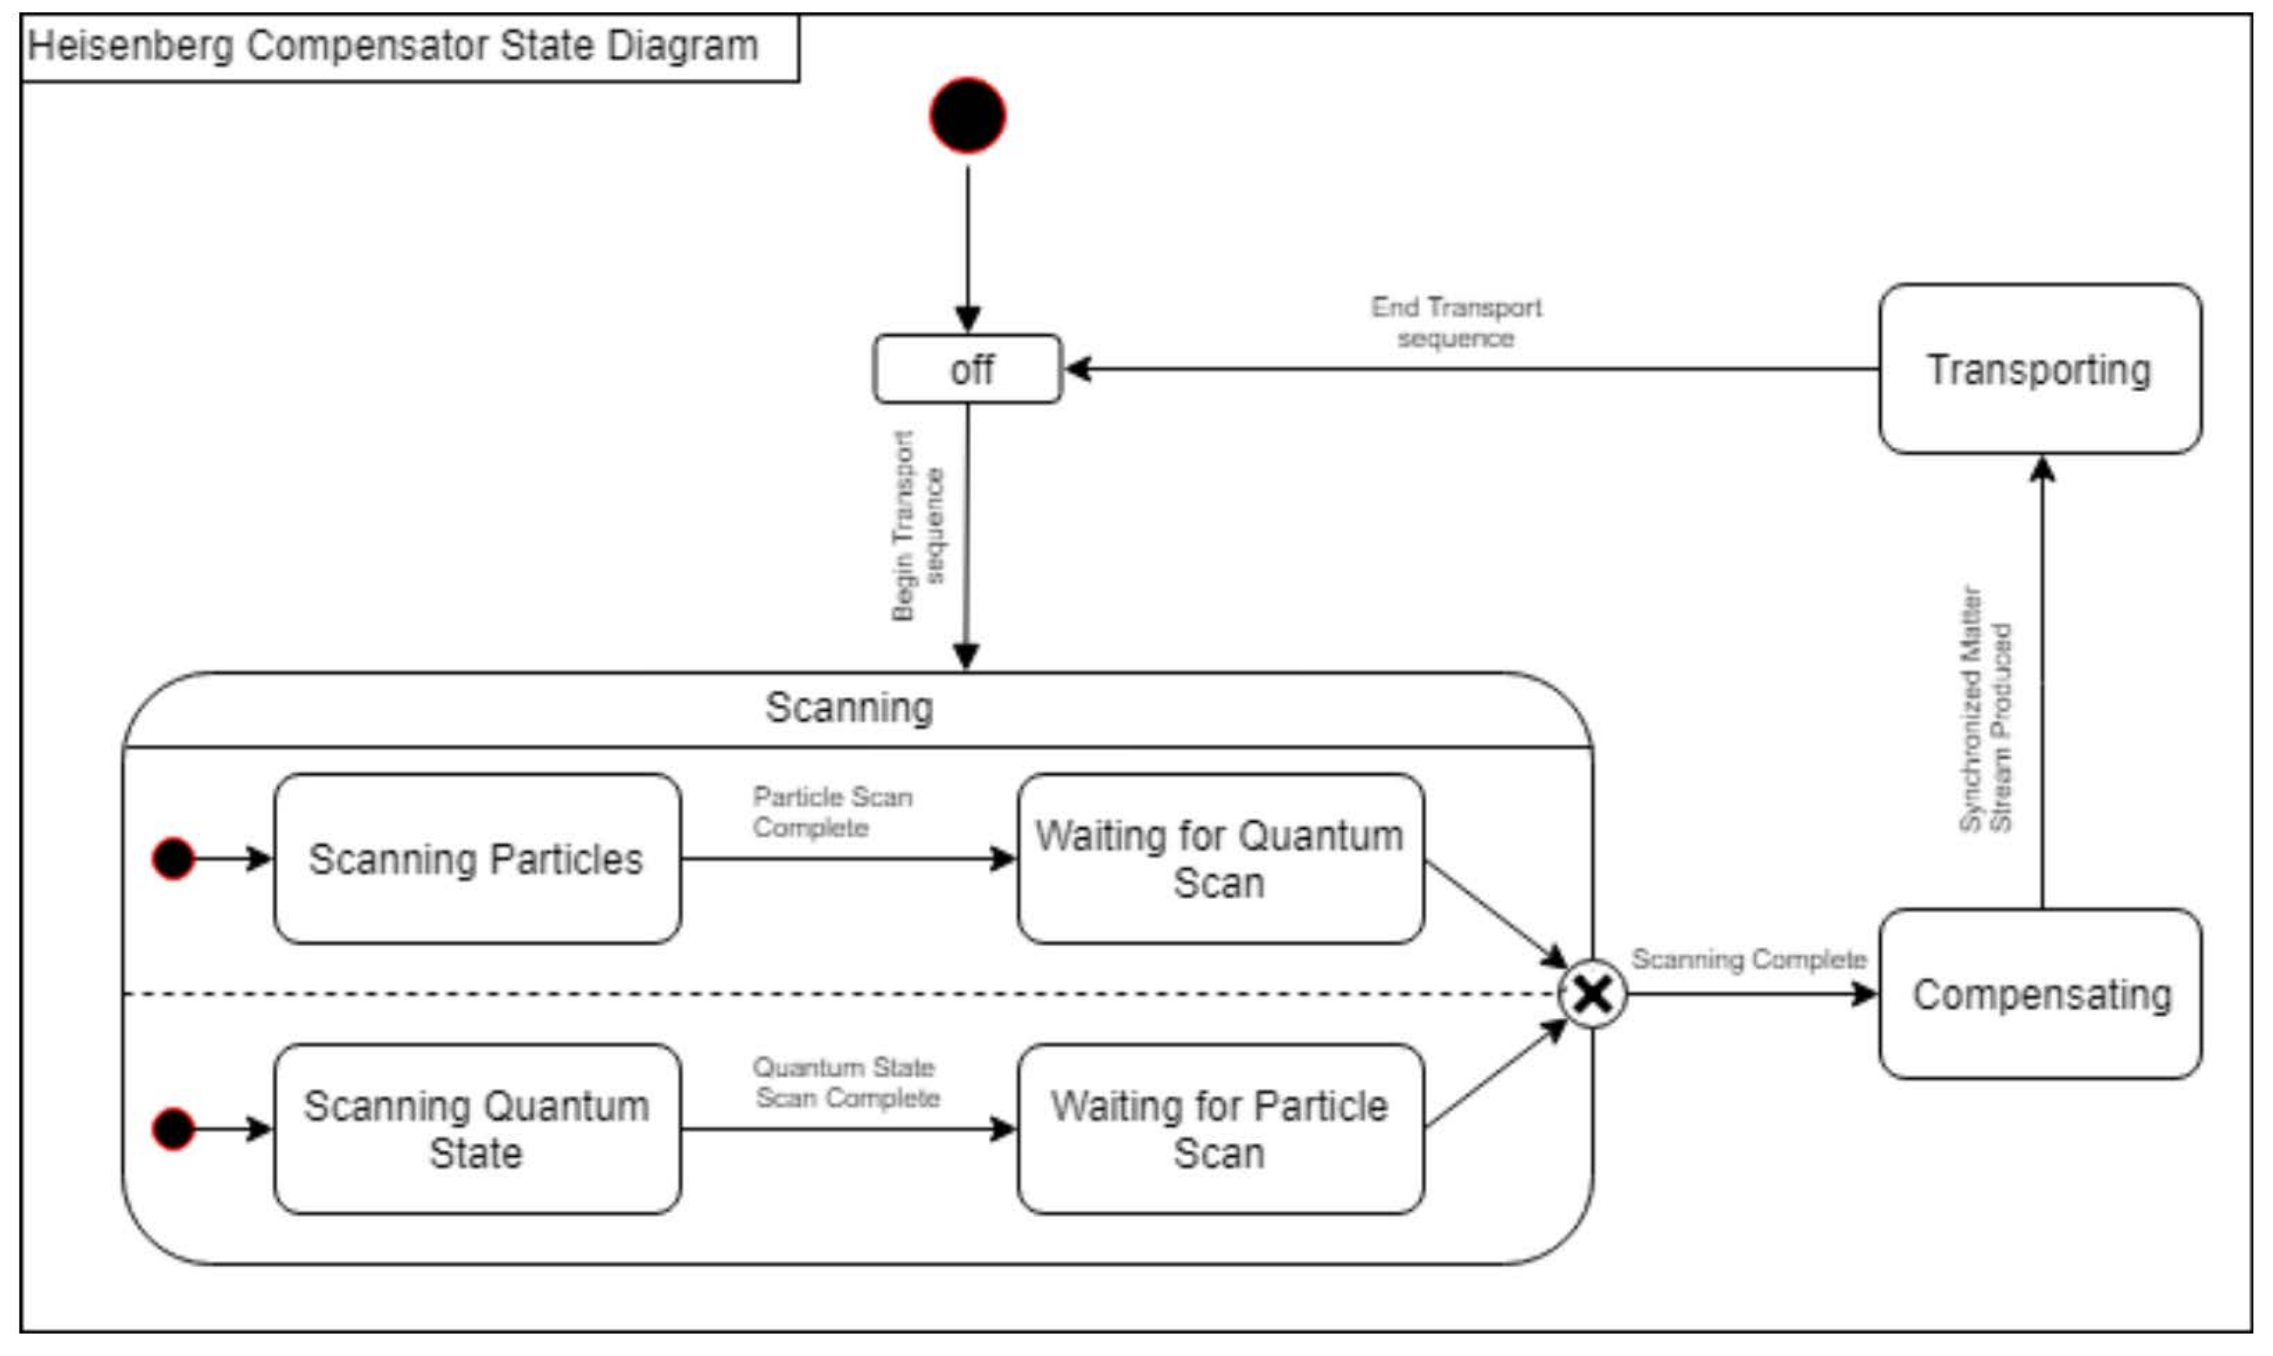 Heisenberg Compensator State Diagram
off
End Transport
sequence
Transporting
Begin Transport
sequence
Synchronized Matter
Stream Produced
Scanning
Scanning Particles
Particle Scan
Complete
Waiting for Quantum
Scan
Scanning Complete
Compensating
Scanning Quantum
State
Quantum State
Scan Complete
Waiting for Particle
Scan